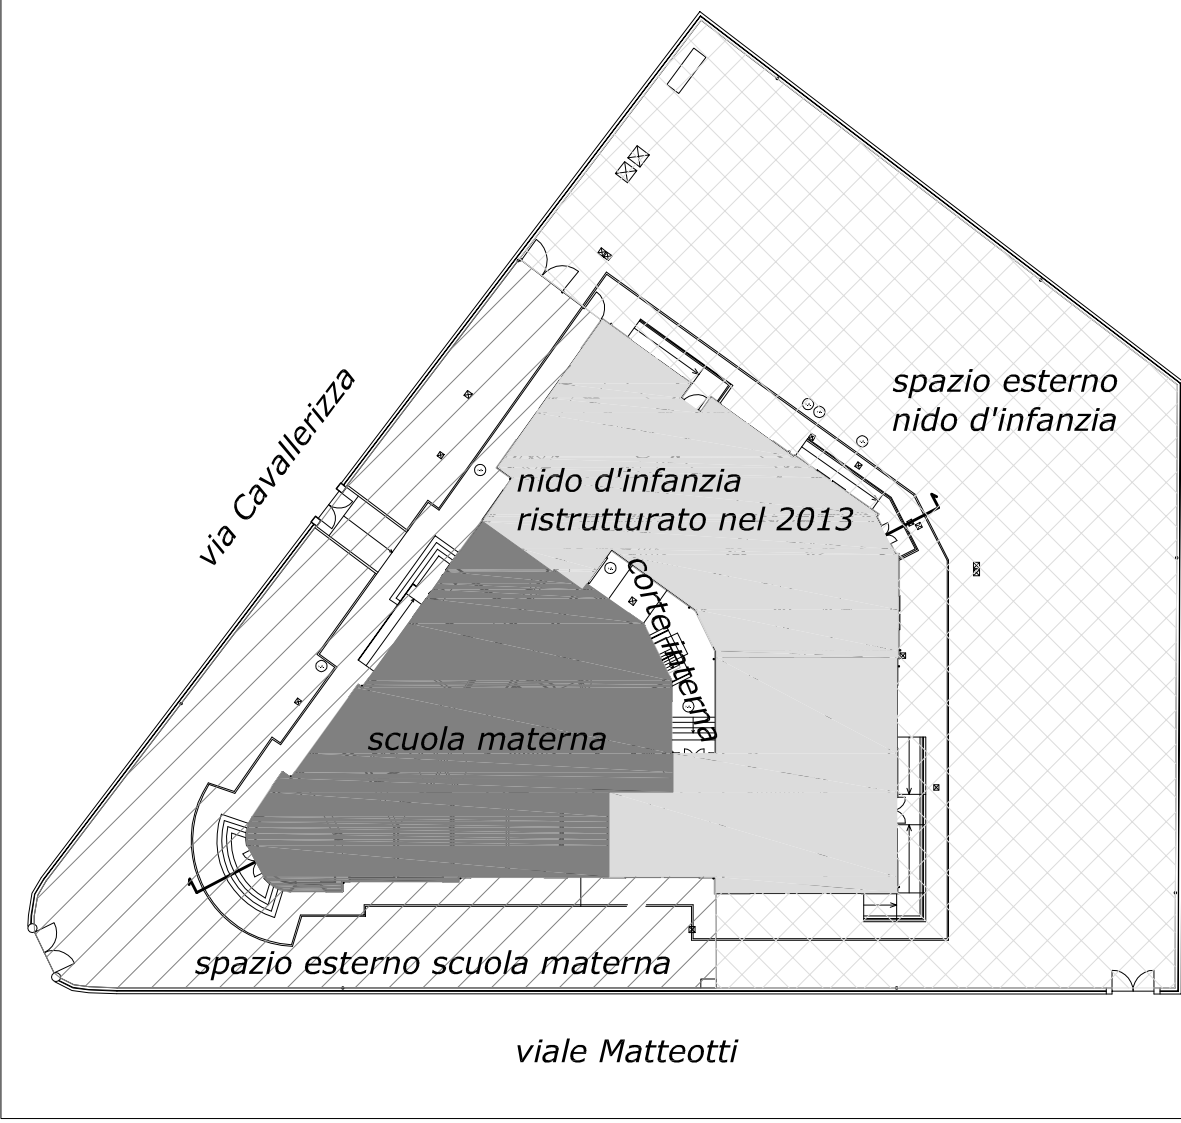 spazio esterno
nido d'infanzia
via Cavallerizza
nido d'infanzia
ristrutturato nel 2013
corte interna
scuola materna
spazio esterno scuola materna
viale Matteotti